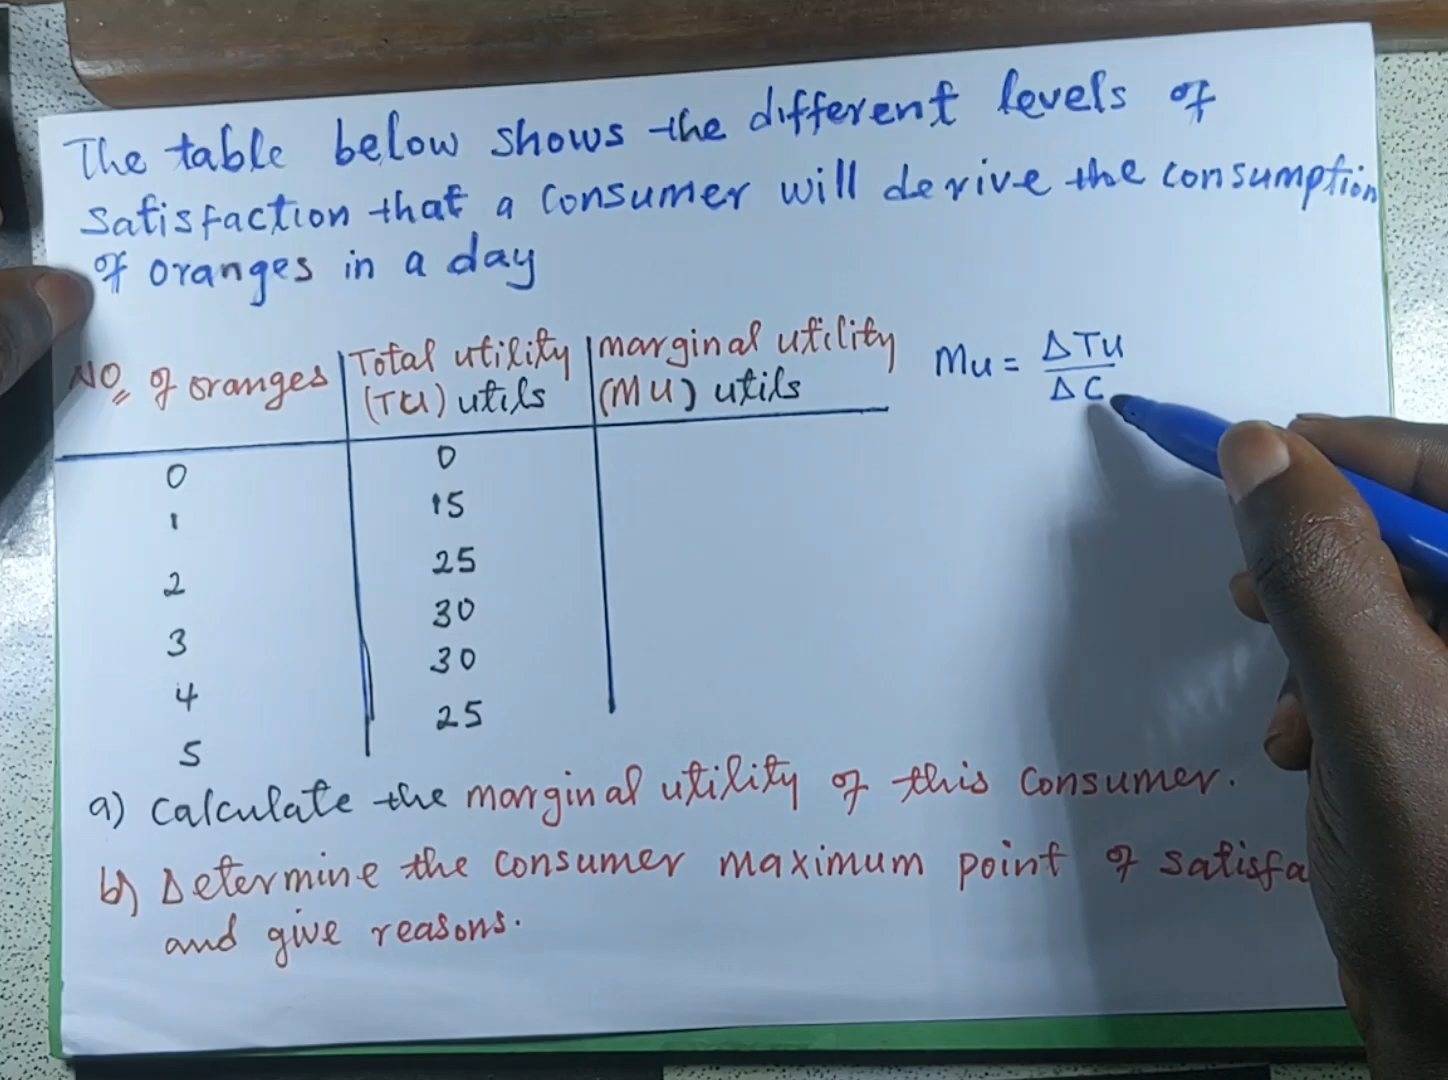 The table below shows the different levels of
satisfaction that a consumer will derive the consumption
of oranges in a day
No of oranges | Total utility (TU) utils | marginal utility (MU) utils
Mu = ΔTU / ΔC
0 0
1 15
2 25
3 30
4 30
5 25
a) Calculate the marginal utility of this consumer.
b) Determine the consumer maximum point of satisfa
and give reasons.